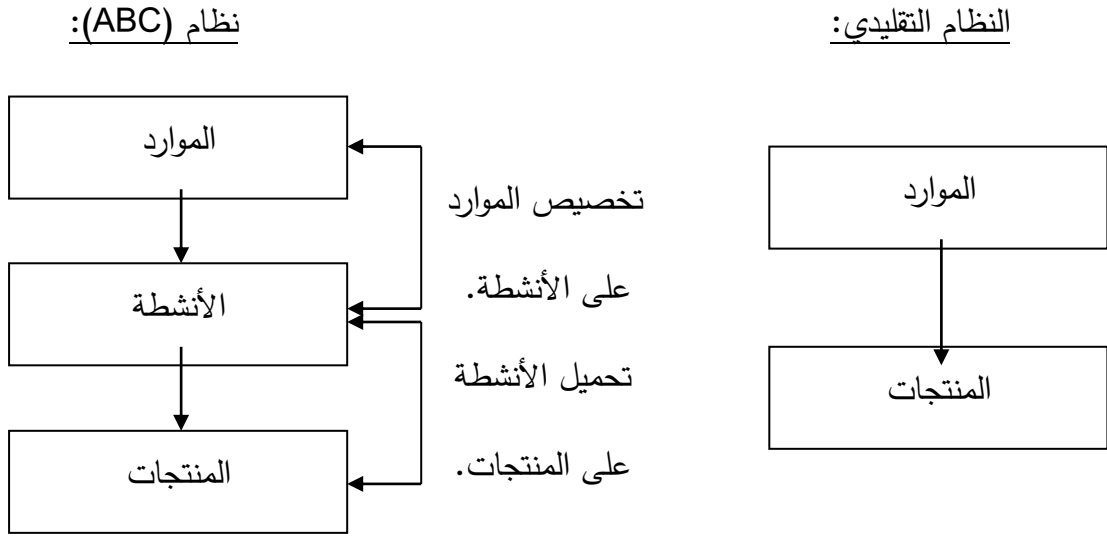 النظام التقليدي:
نظام (ABC):
الموارد
المنتجات
الموارد
تخصيص الموارد
على الأنشطة.
الأنشطة
تحميل الأنشطة
على المنتجات.
المنتجات